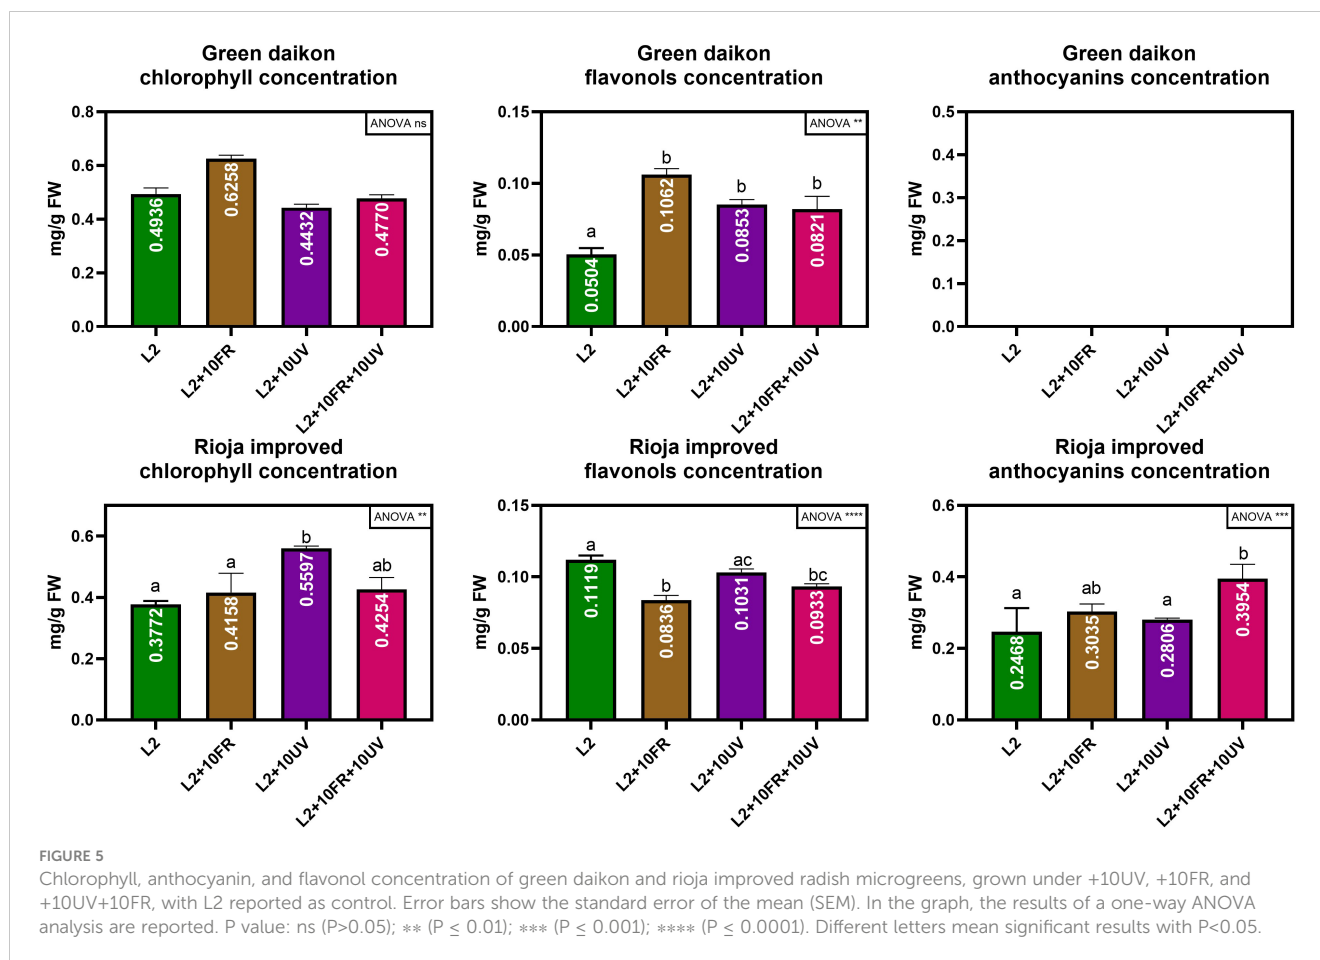 Green daikon
chlorophyll concentration
ANOVA ns
mg/g FW
0.8
0.6
0.4
0.2
0.0
0.4936
0.6258
0.4432
0.4770
L2
L2+10FR
L2+10UV
L2+10FR+10UV
Green daikon
flavonols concentration
ANOVA **
mg/g FW
0.15
0.10
0.05
0.00
a
b
b
b
0.0504
0.1062
0.0853
0.0821
L2
L2+10FR
L2+10UV
L2+10FR+10UV
Green daikon
anthocyanins concentration
mg/g FW
0.5
0.4
0.3
0.2
0.1
0.0
L2
L2+10FR
L2+10UV
L2+10FR+10UV
Rioja improved
chlorophyll concentration
ANOVA **
mg/g FW
0.6
0.4
0.2
0.0
a
a
b
ab
0.3772
0.4158
0.5597
0.4254
L2
L2+10FR
L2+10UV
L2+10FR+10UV
Rioja improved
flavonols concentration
ANOVA ****
mg/g FW
0.15
0.10
0.05
0.00
a
b
ac
bc
0.1119
0.0836
0.1031
0.0933
L2
L2+10FR
L2+10UV
L2+10FR+10UV
Rioja improved
anthocyanins concentration
ANOVA ***
mg/g FW
0.6
0.4
0.2
0.0
a
ab
a
b
0.2468
0.3035
0.2806
0.3954
L2
L2+10FR
L2+10UV
L2+10FR+10UV
FIGURE 5
Chlorophyll, anthocyanin, and flavonol concentration of green daikon and rioja improved radish microgreens, grown under +10UV, +10FR, and
+10UV+10FR, with L2 reported as control. Error bars show the standard error of the mean (SEM). In the graph, the results of a one-way ANOVA
analysis are reported. P value: ns (P>0.05); ** (P ≤ 0.01); *** (P ≤ 0.001); **** (P ≤ 0.0001). Different letters mean significant results with P<0.05.